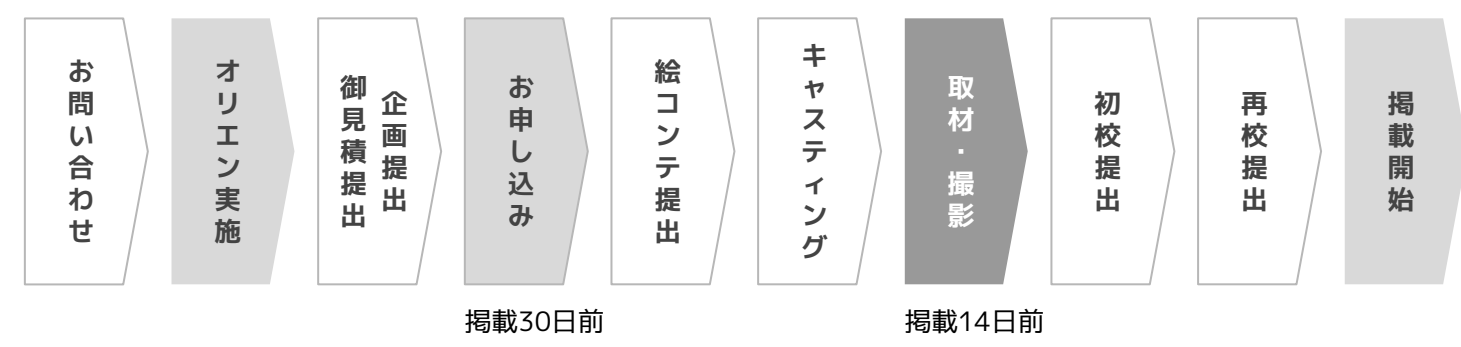 お問い合わせ
オリエン実施
企画提出
御見積提出
お申し込み
絵コンテ提出
キャスティング
取材・撮影
初校提出
再校提出
掲載開始
掲載30日前
掲載14日前